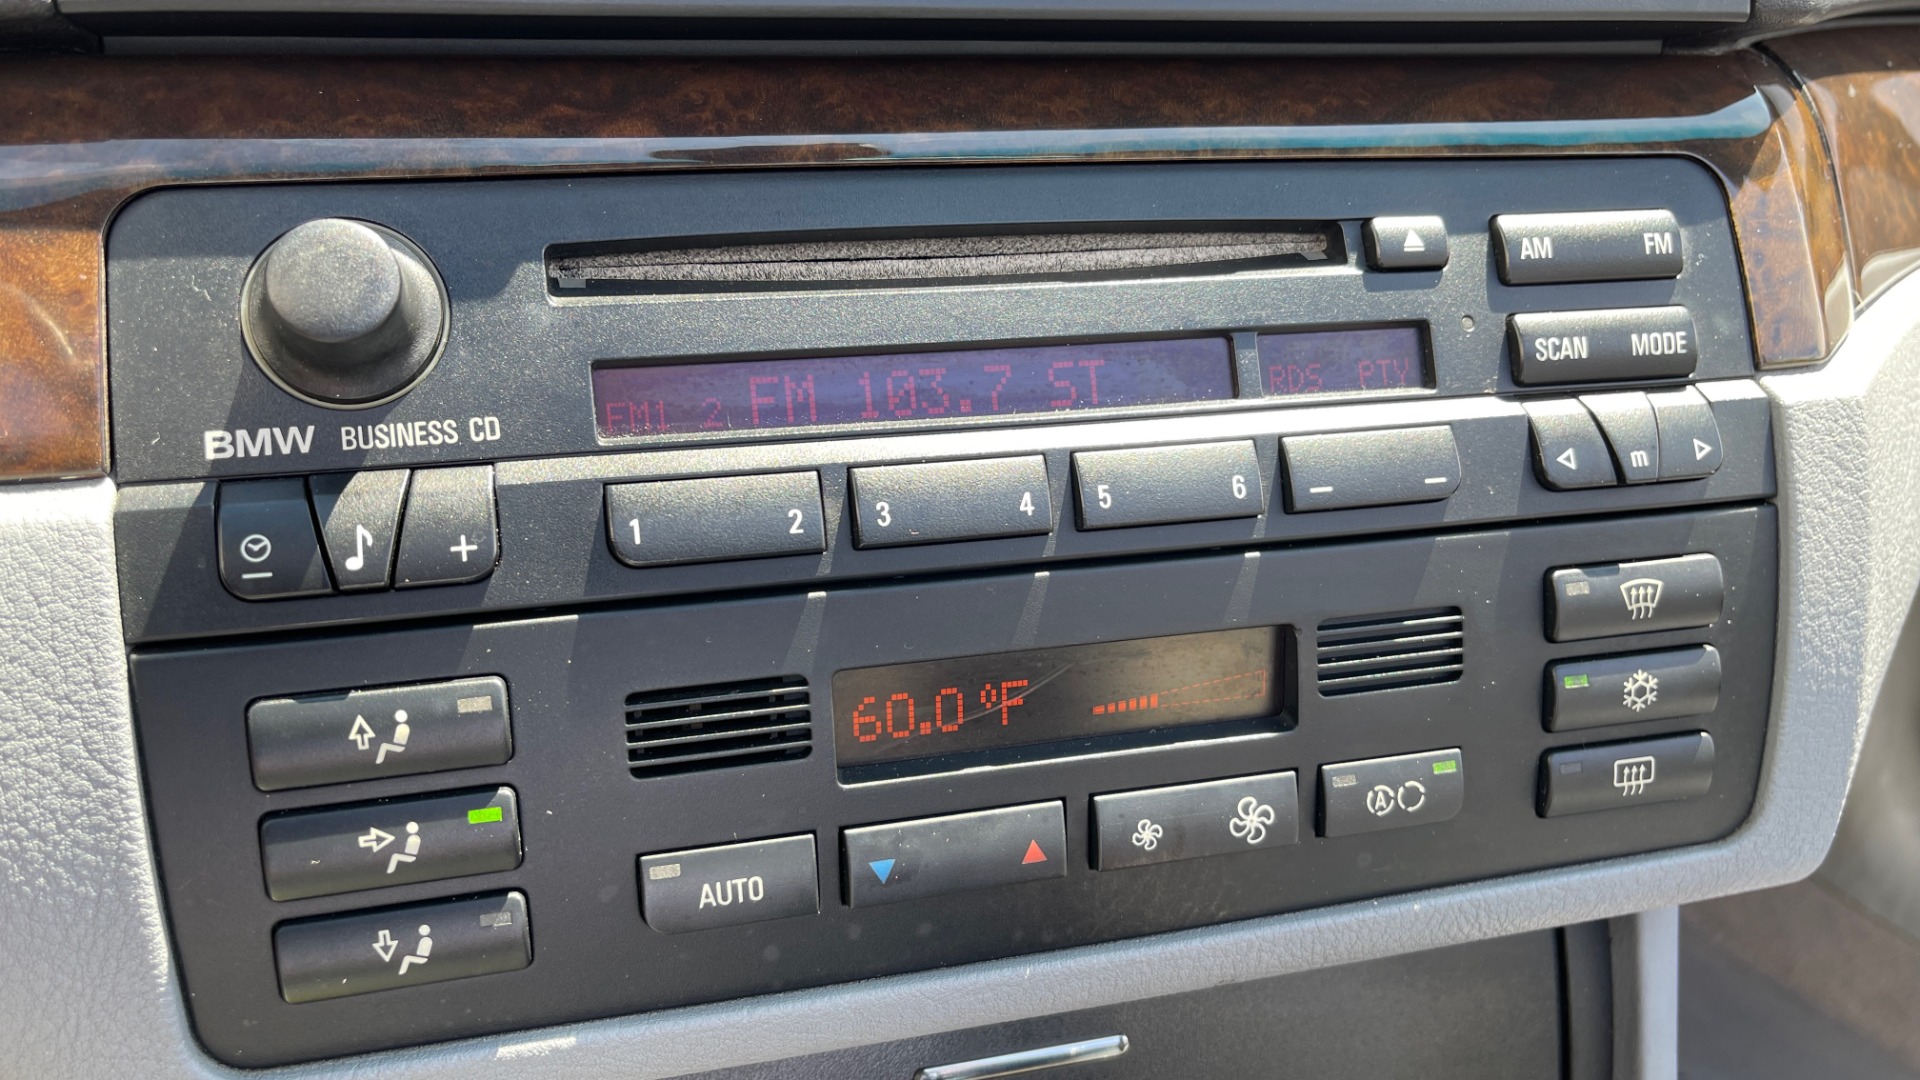 AM FM
SCAN MODE
FM1 2 FM 103.7 ST RDS PTY
BMW BUSINESS CD
1 2 3 4 5 6 m
60.0°F
AUTO
A